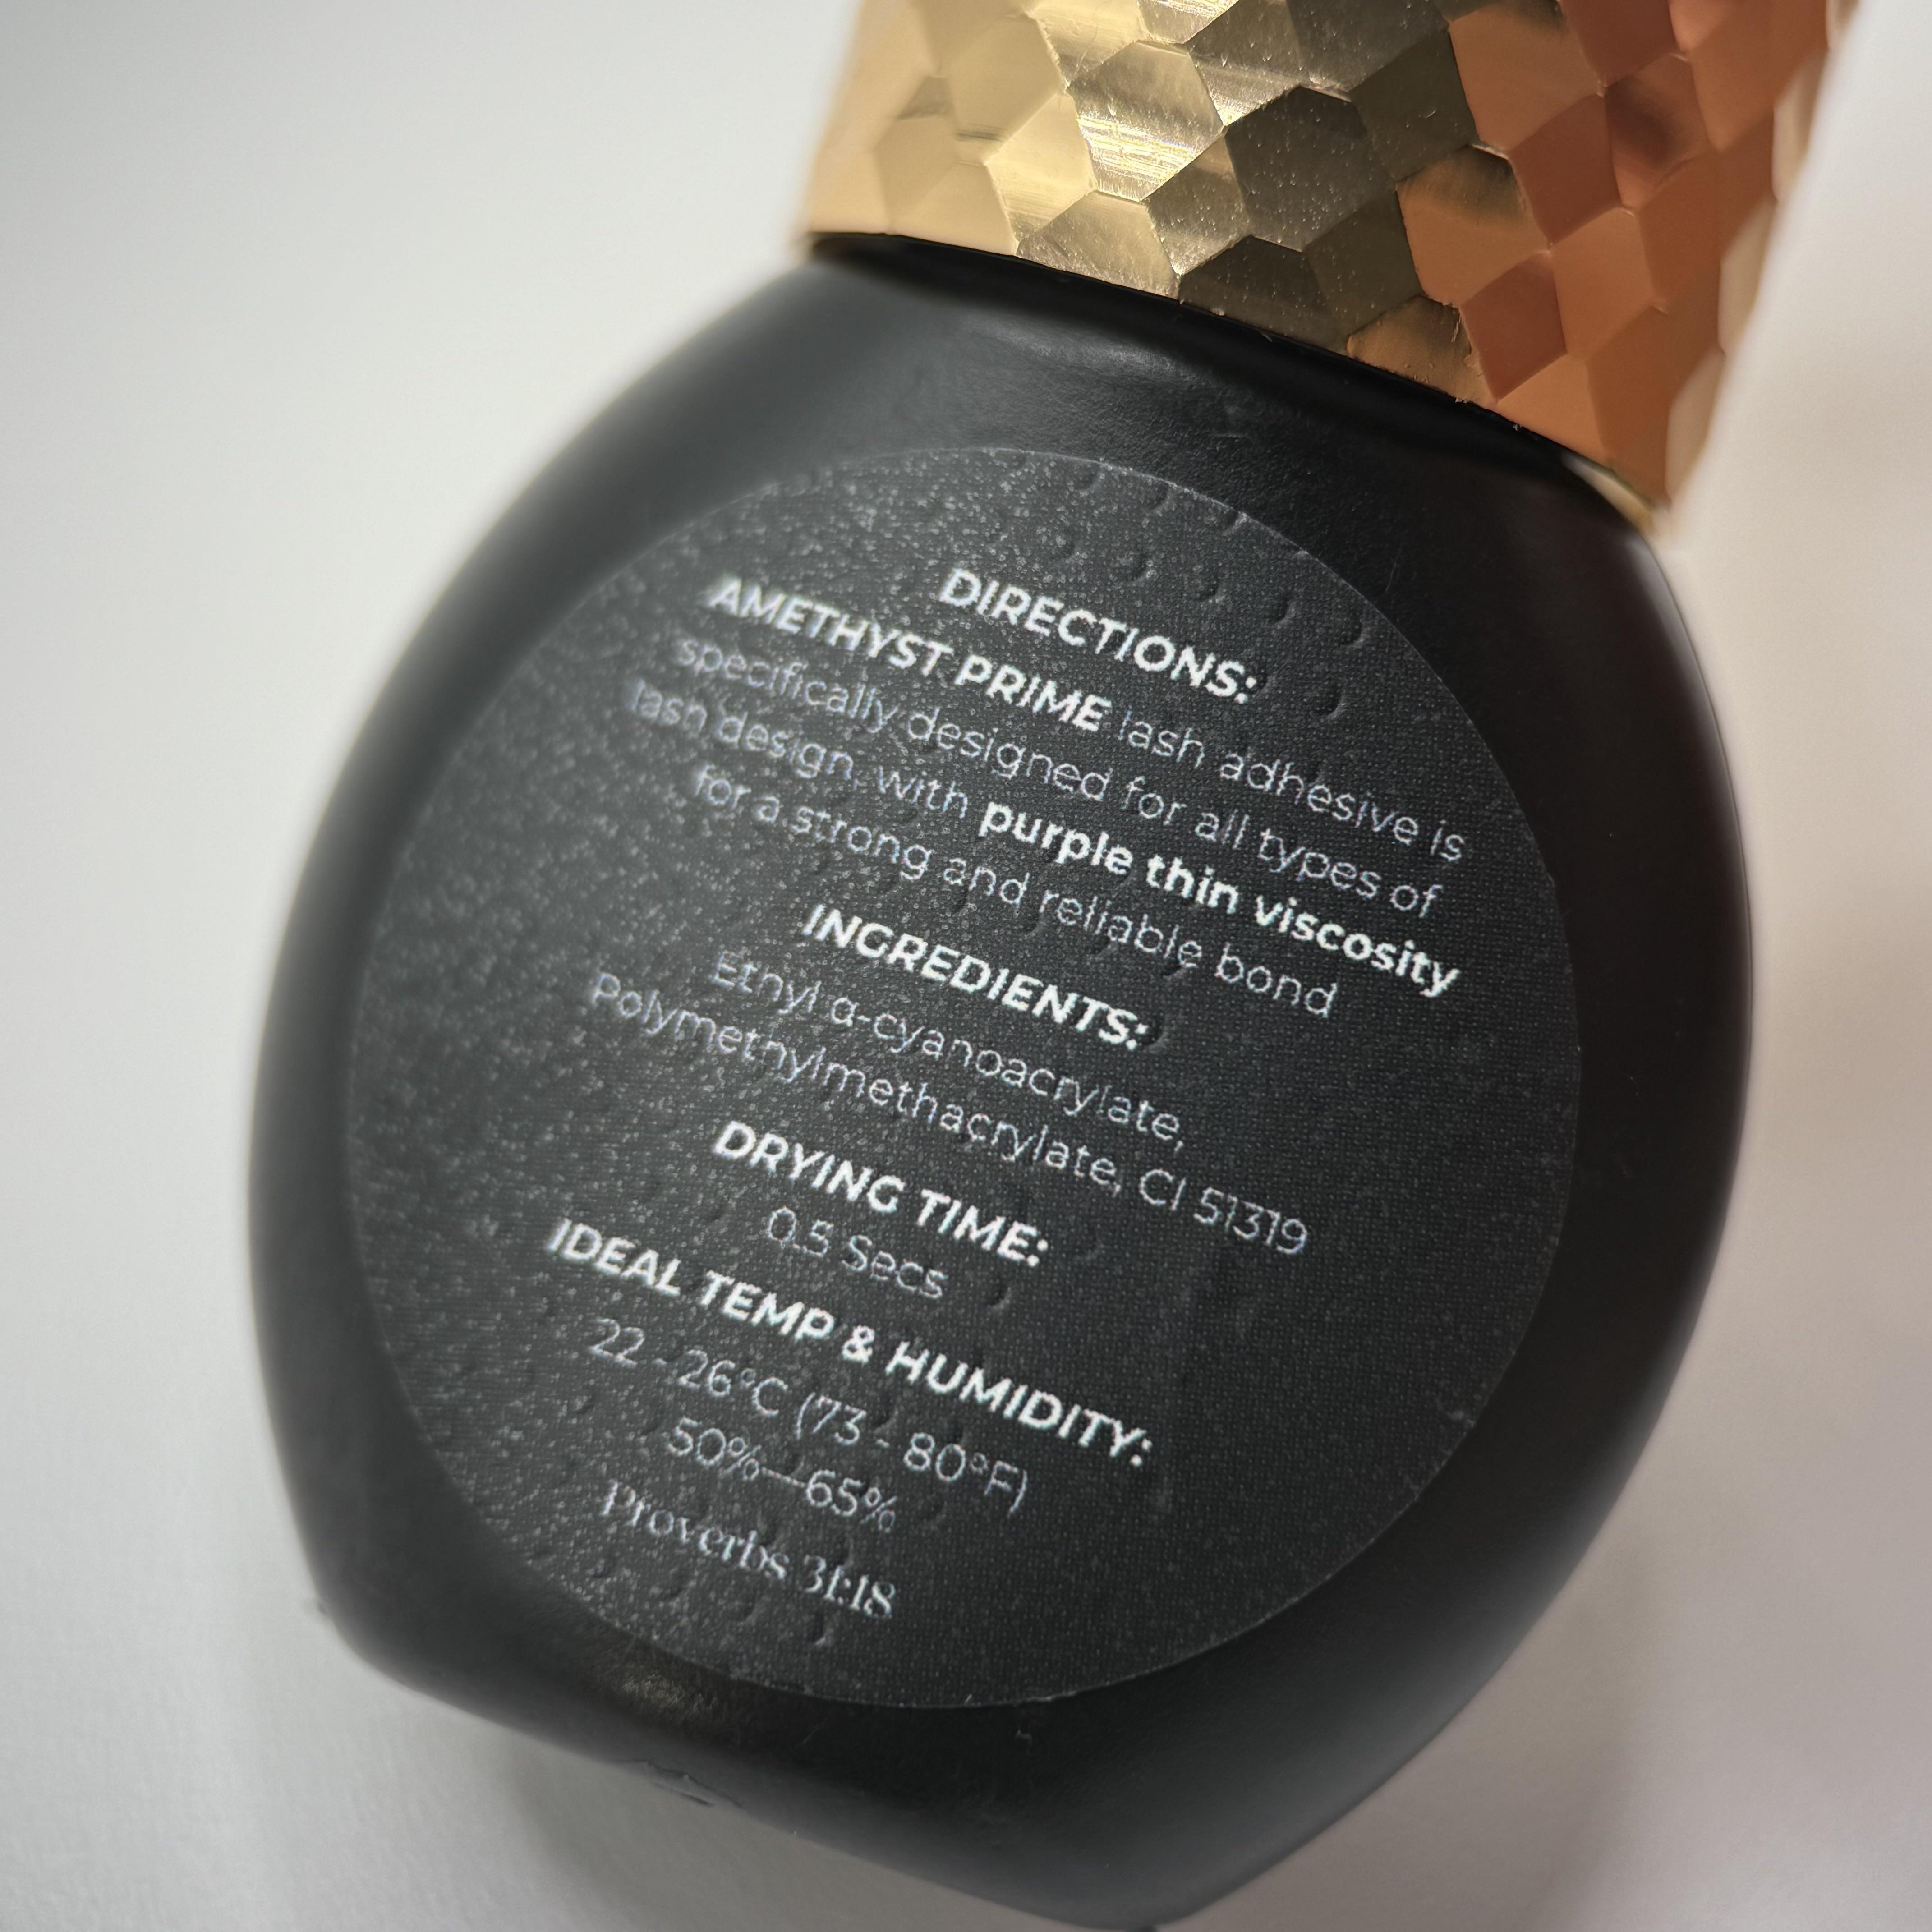 DIRECTIONS:
AMETHYST PRIME lash adhesive is
specifically designed for all types of
lash design, with purple thin viscosity
for a strong and reliable bond
INGREDIENTS:
Ethyl α-cyanoacrylate,
Polymethylmethacrylate, CI 51319
DRYING TIME:
0.5 Secs
IDEAL TEMP & HUMIDITY:
22 - 26°C (73 - 80°F)
50%—65%
Proverbs 31:18